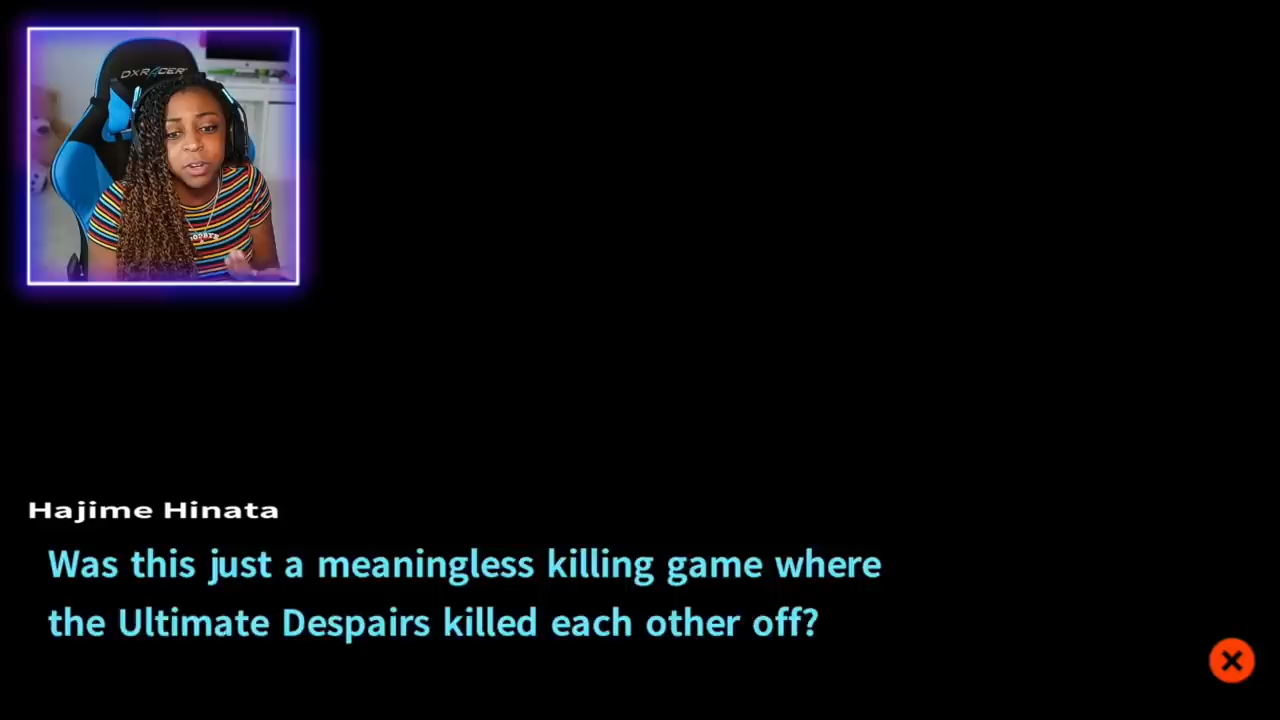 DXRACER
Hajime Hinata
Was this just a meaningless killing game where
the Ultimate Despairs killed each other off?